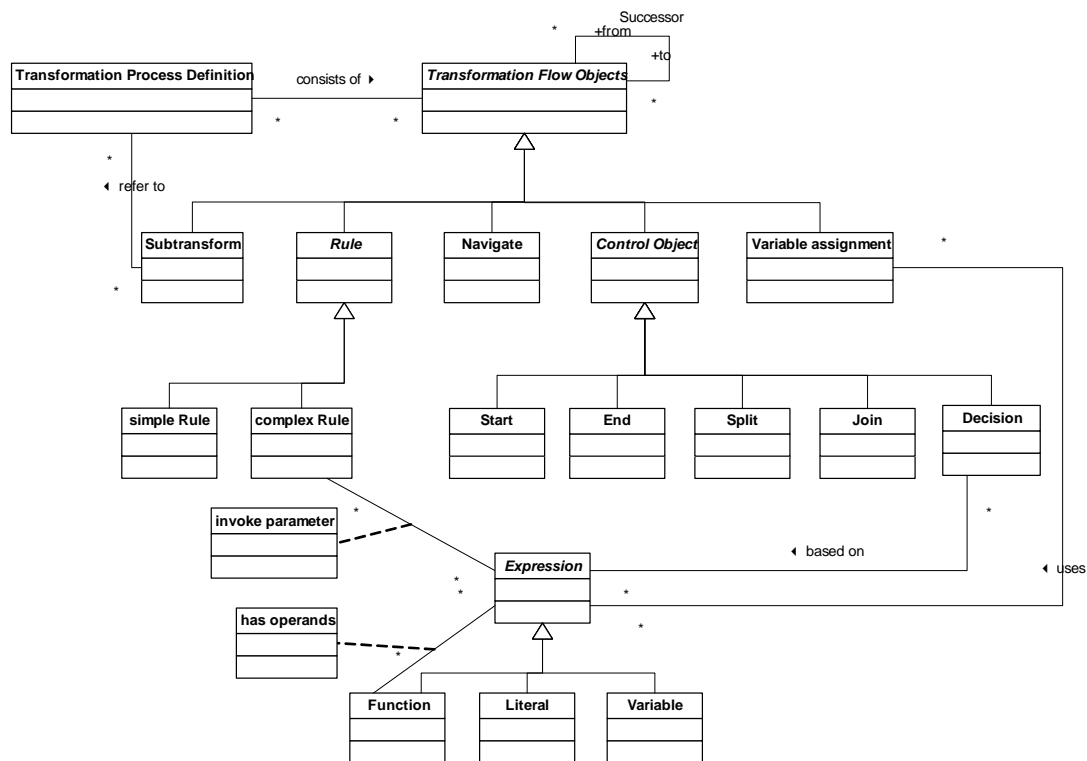 Successor
*
+from
+to
*
Transformation Process Definition
consists of
Transformation Flow Objects
*
*
*
refer to
*
Subtransform
Rule
Navigate
Control Object
Variable assignment
*
simple Rule
complex Rule
Start
End
Split
Join
Decision
invoke parameter
*
*
based on
uses
Expression
*
*
*
*
has operands
*
Function
Literal
Variable